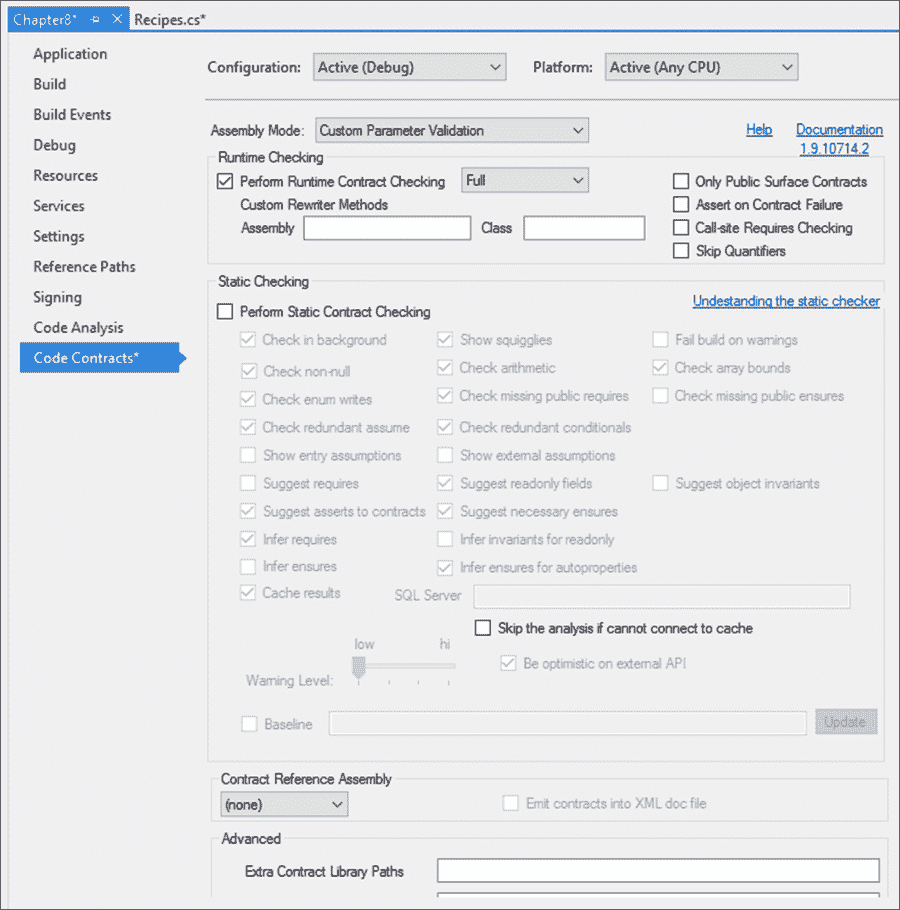 Chapter8* Recipes.cs*
Application
Build
Build Events
Debug
Resources
Services
Settings
Reference Paths
Signing
Code Analysis
Code Contracts*
Configuration: Active (Debug) Platform: Active (Any CPU)
Assembly Mode: Custom Parameter Validation Help Documentation
1.9.10714.2
Runtime Checking
Perform Runtime Contract Checking Full Only Public Surface Contracts
Custom Rewriter Methods Assert on Contract Failure
Assembly Class Call-site Requires Checking
Skip Quantifiers
Static Checking
Undestanding the static checker
Perform Static Contract Checking
Check in background Show squigglies Fail build on warnings
Check non-null Check arithmetic Check array bounds
Check enum writes Check missing public requires Check missing public ensures
Check redundant assume Check redundant conditionals
Show entry assumptions Show external assumptions
Suggest requires Suggest readonly fields Suggest object invariants
Suggest asserts to contracts Suggest necessary ensures
Infer requires Infer invariants for readonly
Infer ensures Infer ensures for autoproperties
Cache results SQL Server
Skip the analysis if cannot connect to cache
low hi
Be optimistic on external API
Warning Level:
Baseline Update
Contract Reference Assembly
(none) Emit contracts into XML doc file
Advanced
Extra Contract Library Paths